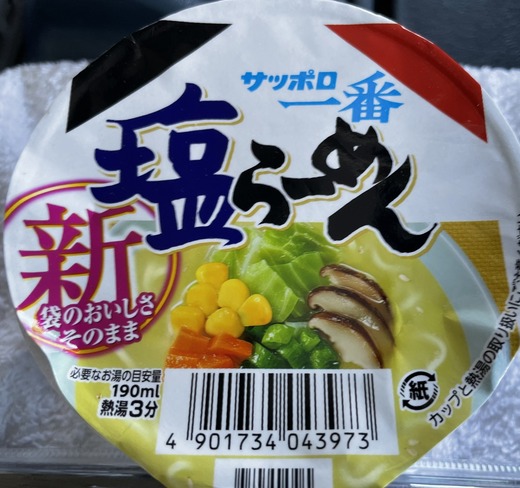 サッポロ
一番
塩らーめん
新
袋のおいしさ
そのまま
必要なお湯の目安量
190ml
熱湯3分
紙
カップと熱湯の取り扱いに
4 901734 043973